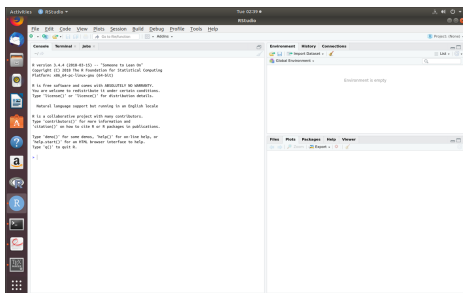 Activities
RStudio
Tue 02:59
RStudio
File Edit Code View Plots Session Build Debug Profile Tools Help
Go to file/function
Addins
Project: (None)
Console Terminal Jobs
R version 3.4.4 (2018-03-15) -- "Someone to Lean On"
Copyright (C) 2018 The R Foundation for Statistical Computing
Platform: x86_64-pc-linux-gnu (64-bit)
R is free software and comes with ABSOLUTELY NO WARRANTY.
You are welcome to redistribute it under certain conditions.
Type 'license()' or 'licence()' for distribution details.
Natural language support but running in an English locale
R is a collaborative project with many contributors.
Type 'contributors()' for more information and
'citation()' on how to cite R or R packages in publications.
Type 'demo()' for some demos, 'help()' for on-line help, or
'help.start()' for an HTML browser interface to help.
Type 'q()' to quit R.
>
Environment History Connections
Import Dataset
List
Global Environment
Environment is empty
Files Plots Packages Help Viewer
Zoom Export